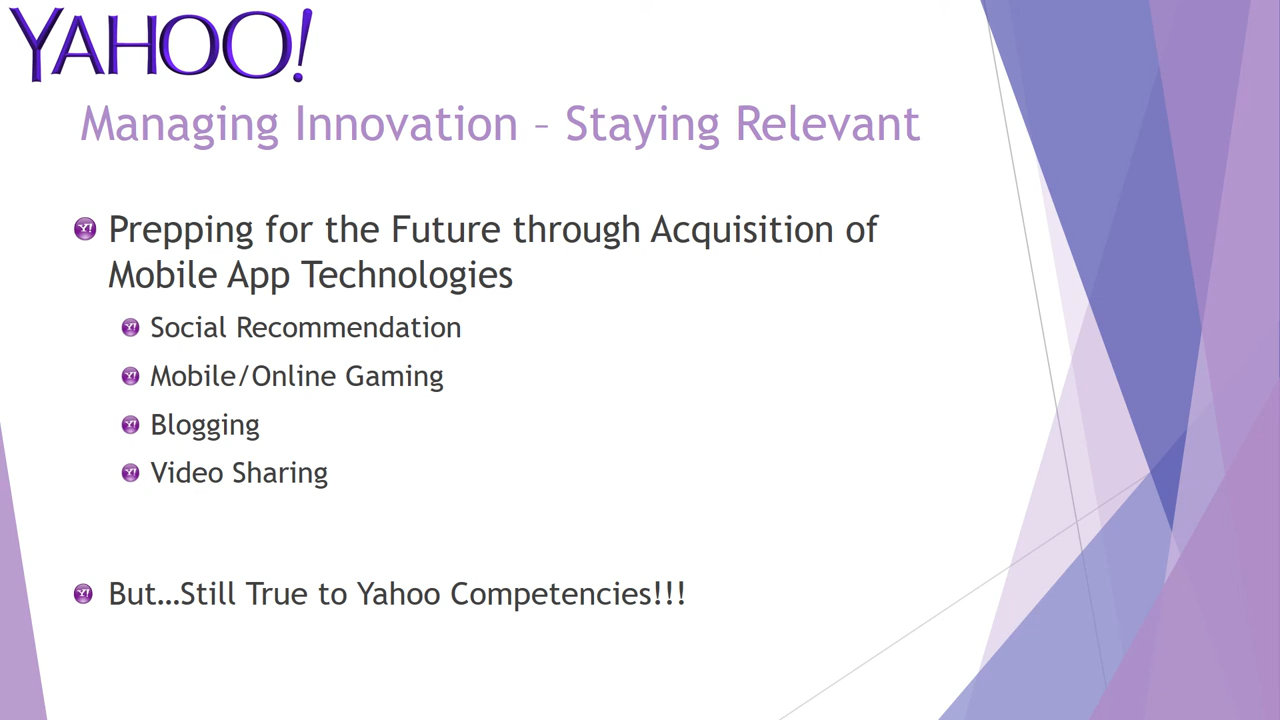 YAHOO!
Managing Innovation – Staying Relevant
Prepping for the Future through Acquisition of
Mobile App Technologies
Social Recommendation
Mobile/Online Gaming
Blogging
Video Sharing
But…Still True to Yahoo Competencies!!!